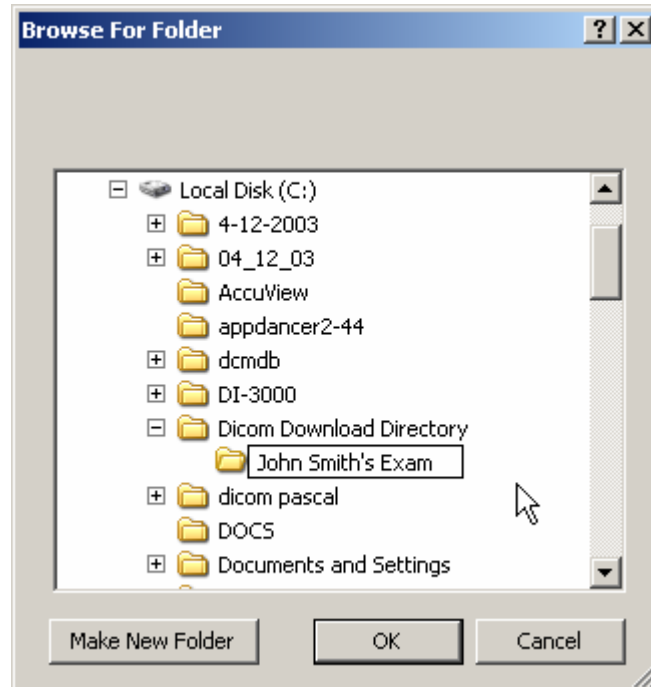 Browse For Folder
Local Disk (C:)
4-12-2003
04_12_03
AccuView
appdancer2-44
dcmdb
DI-3000
Dicom Download Directory
John Smith's Exam
dicom pascal
DOCS
Documents and Settings
Make New Folder OK Cancel